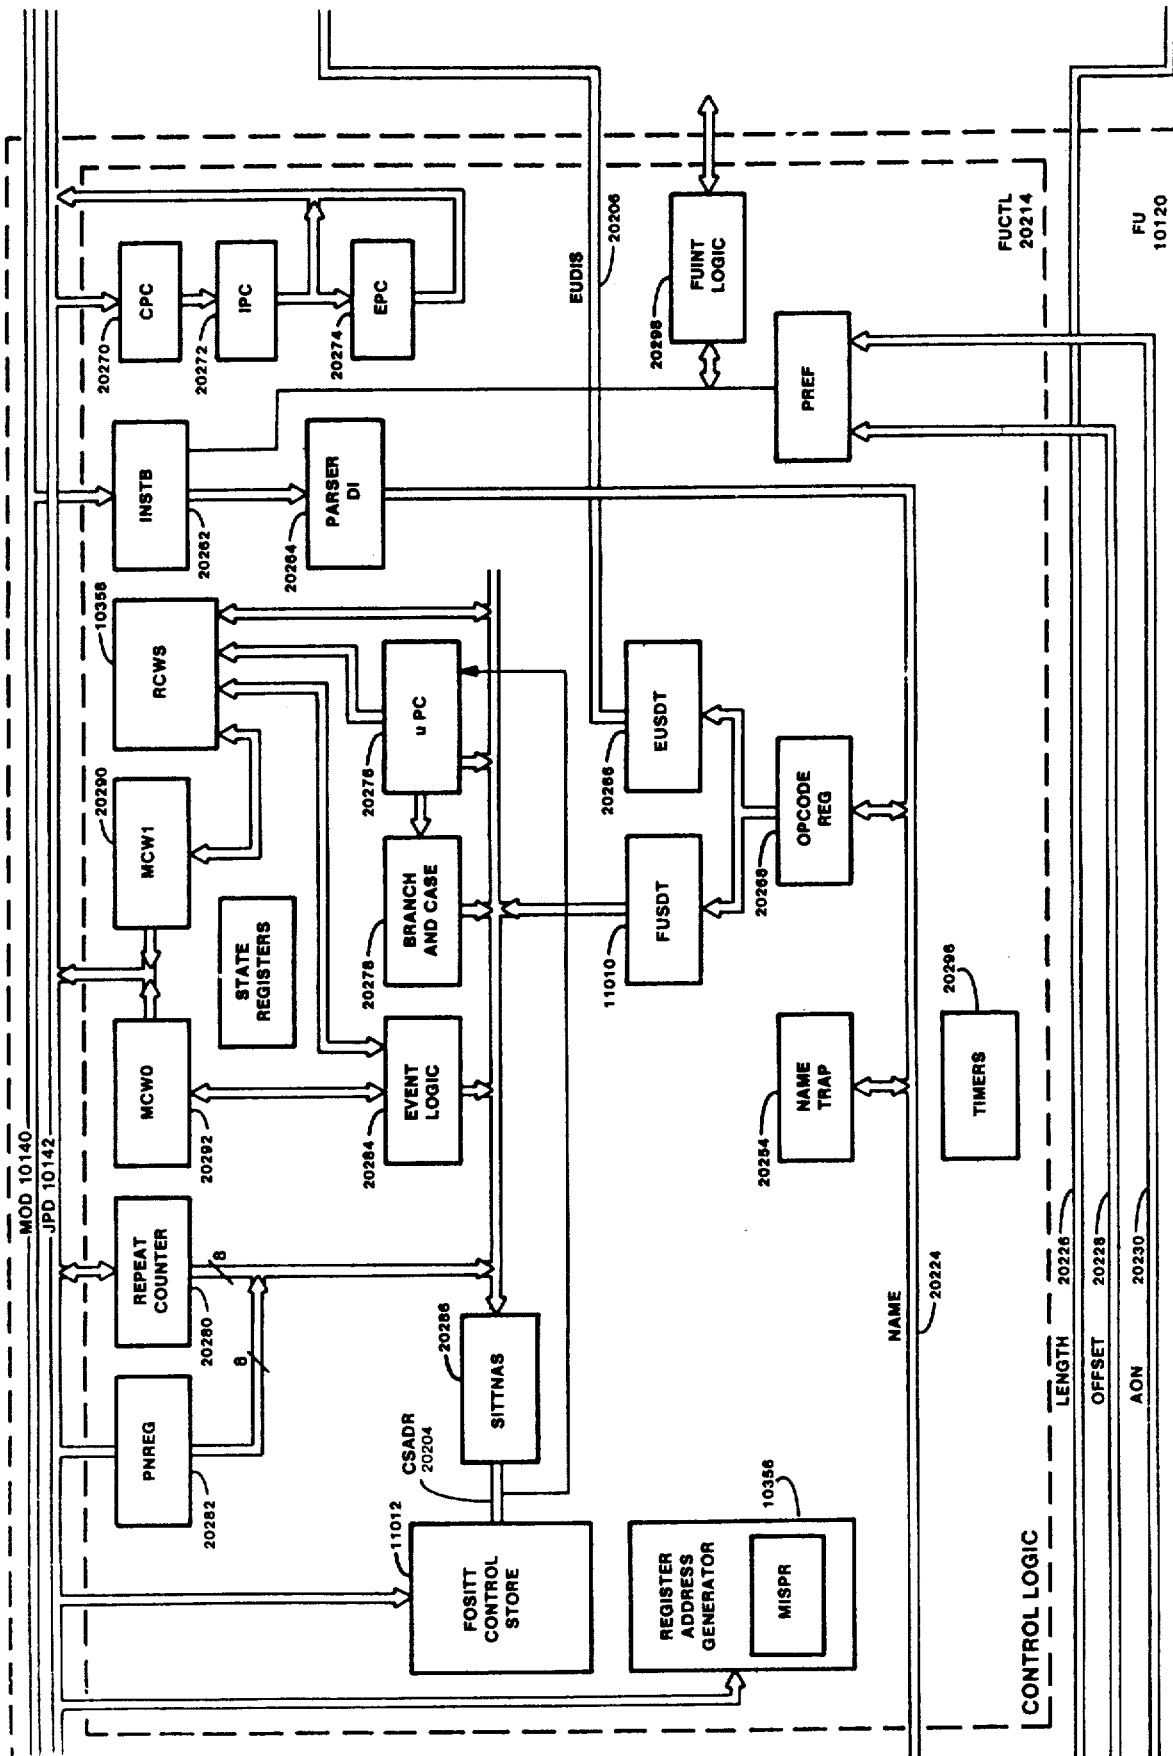 MOD 10140
JPD 10142
PNREG
20282
REPEAT
COUNTER
20280
8
8
MCW0
20292
MCW1
20290
STATE
REGISTERS
RCWS
10358
INSTB
20262
PARSER
DI
20264
CPC
20270
IPC
20272
EPC
20274
FOSITT
CONTROL
STORE
11012
CSADR
20204
SITTNAS
20286
EVENT
LOGIC
20284
BRANCH
AND CASE
20278
u PC
20276
EUDIS
20206
FUINT
LOGIC
20298
REGISTER
ADDRESS
GENERATOR
MISPR
10356
FUSDT
11010
EUSDT
20266
OPCODE
REG
20268
PREF
NAME
TRAP
20254
NAME
20224
TIMERS
20296
FUCTL
20214
CONTROL LOGIC
LENGTH
20226
OFFSET
20228
AON
20230
FU
10120